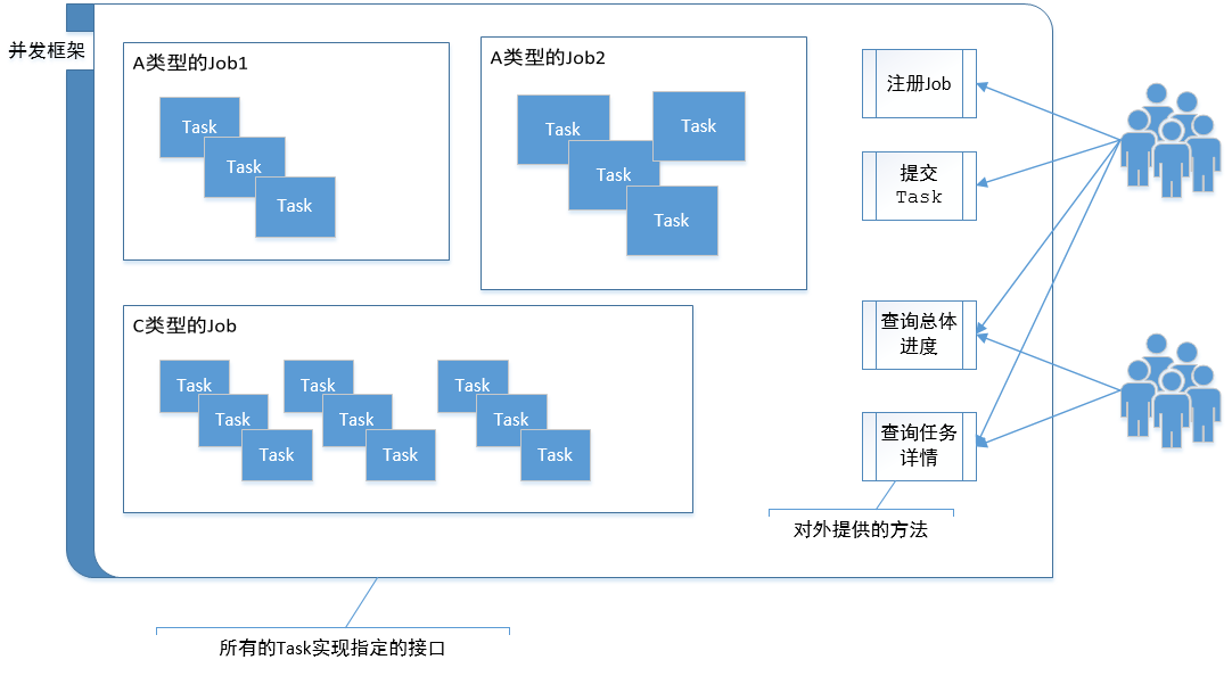 并发框架
A类型的Job1
Task
Task
Task
A类型的Job2
Task
Task
Task
Task
C类型的Job
Task
Task
Task
Task
Task
Task
Task
Task
Task
注册Job
提交
Task
查询总体
进度
查询任务
详情
对外提供的方法
所有的Task实现指定的接口